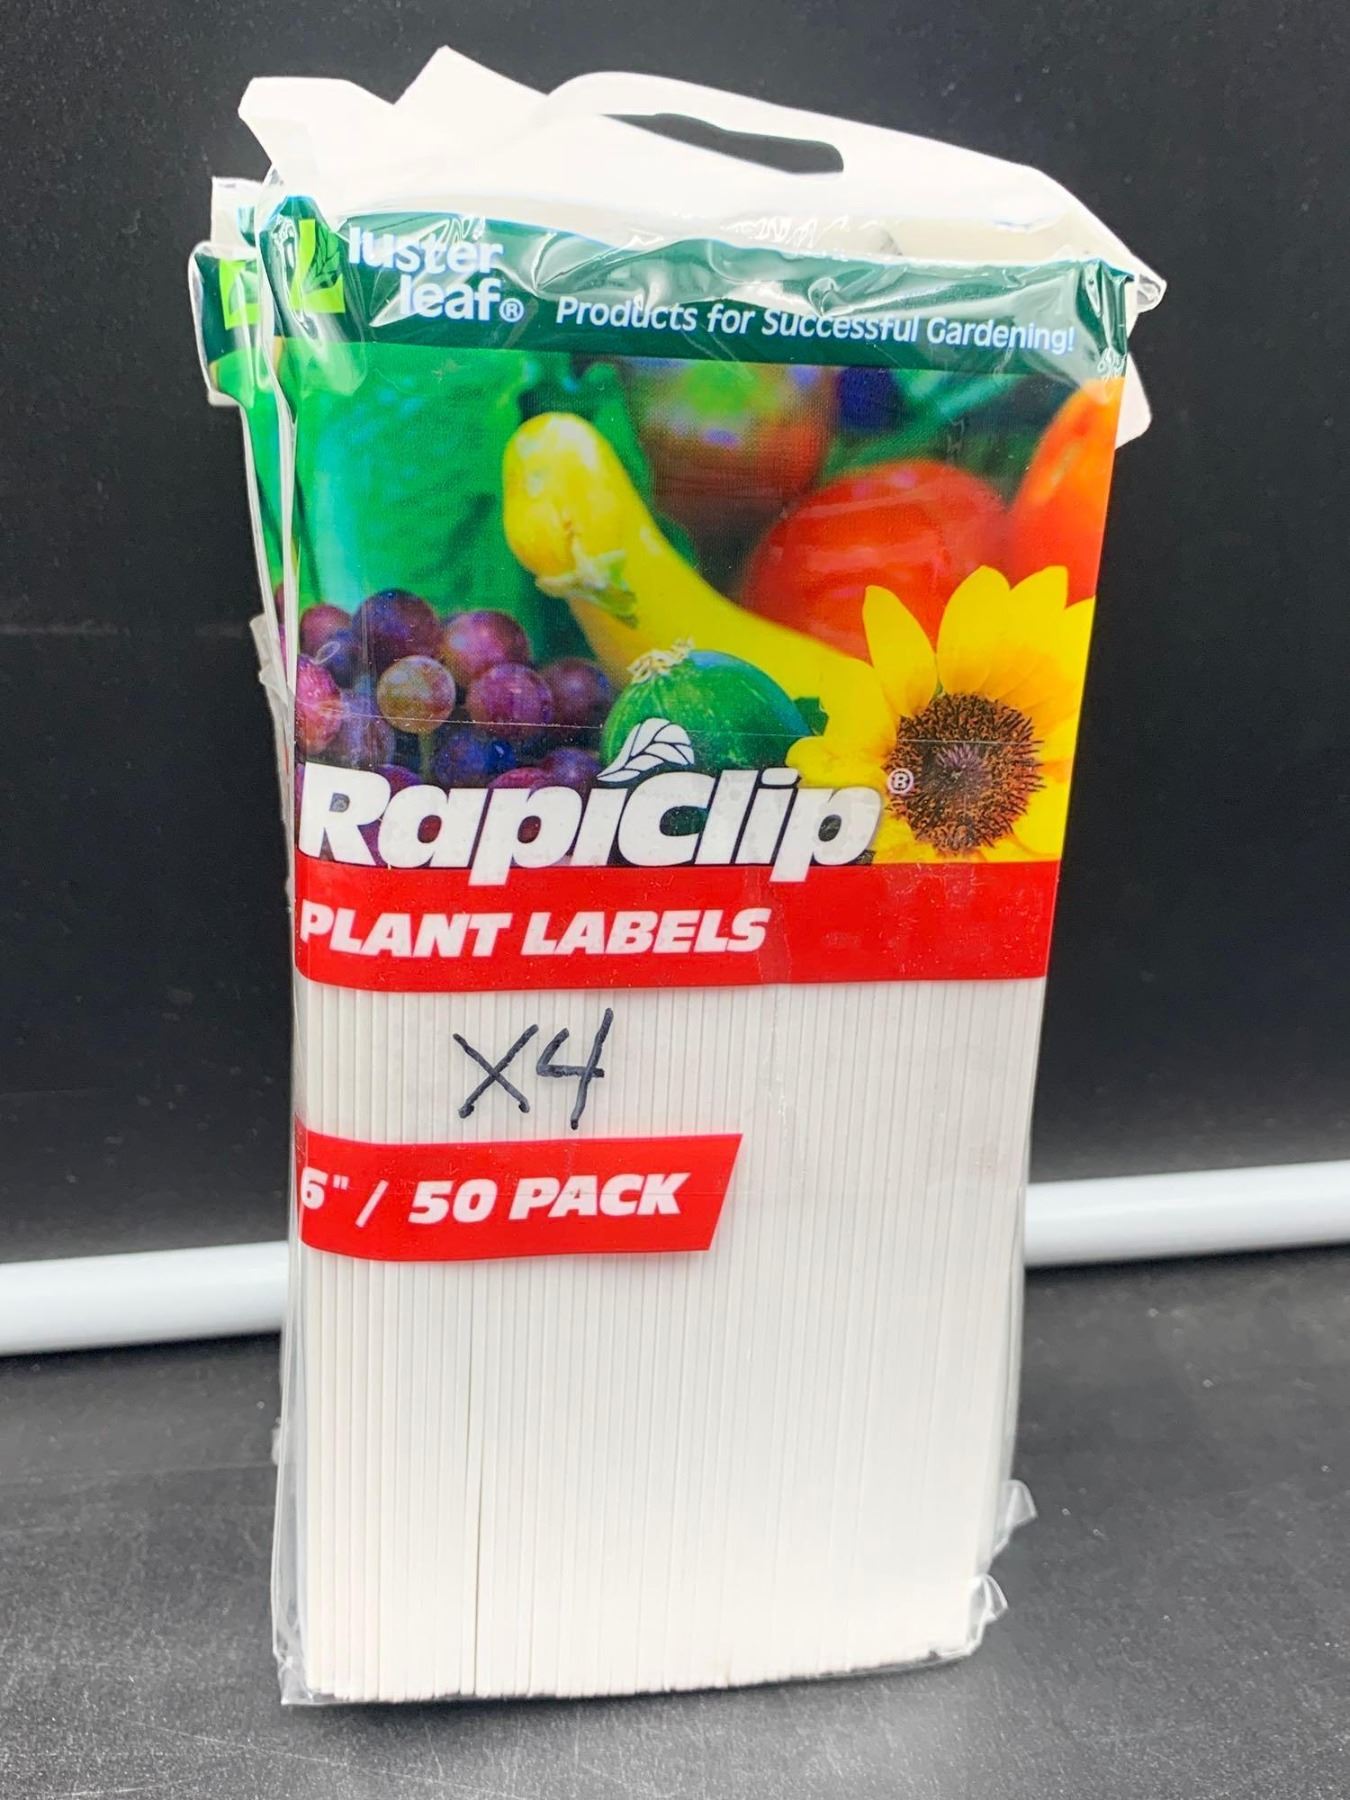 luster
leaf®
Products for Successful Gardening!
RapiClip®
PLANT LABELS
X4
6" / 50 PACK